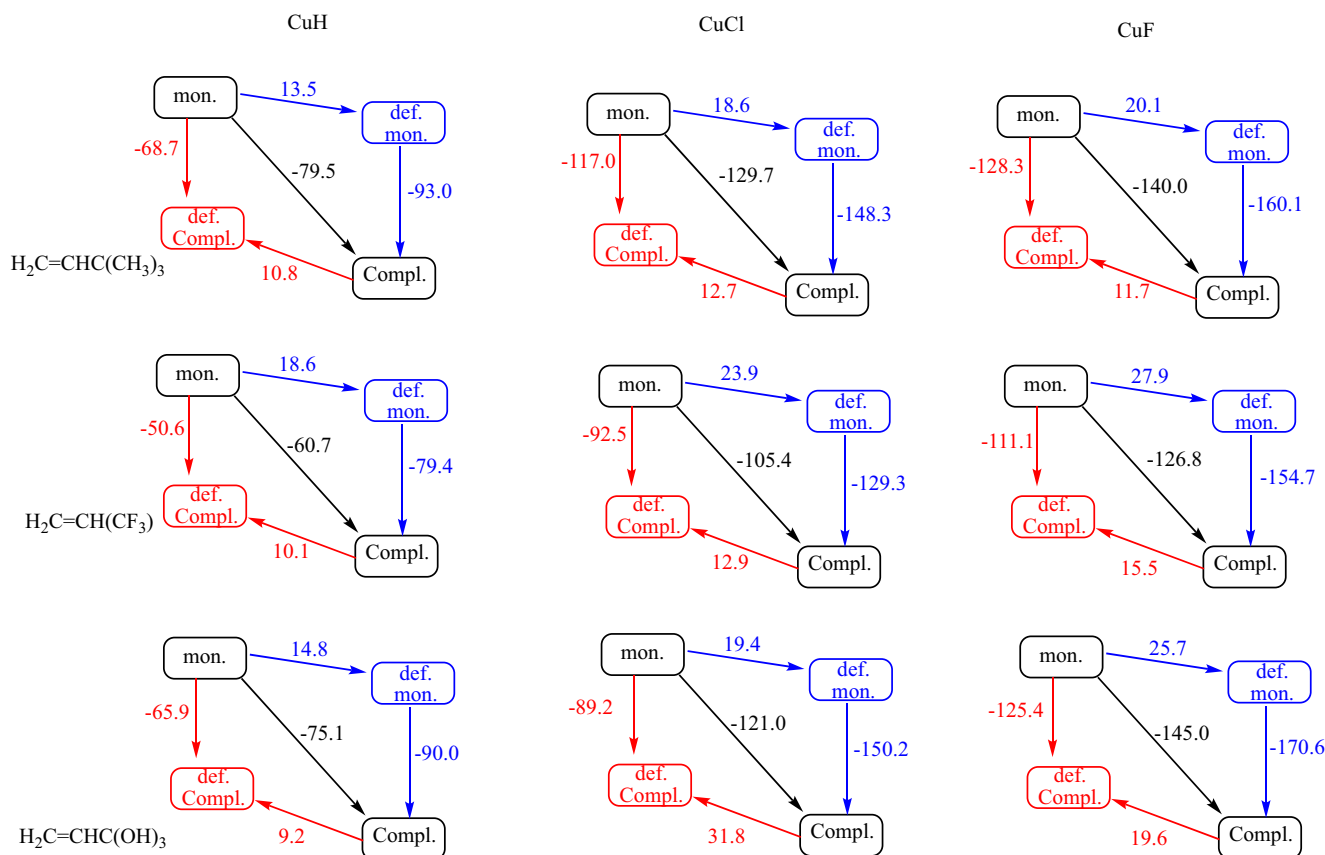 CuH
CuCl
CuF
mon.
13.5
def.
mon.
-68.7
-79.5
-93.0
def.
Compl.
10.8
Compl.
mon.
18.6
def.
mon.
-117.0
-129.7
-148.3
def.
Compl.
12.7
Compl.
mon.
20.1
def.
mon.
-128.3
-140.0
-160.1
def.
Compl.
11.7
Compl.
H₂C=CHC(CH₃)₃
mon.
18.6
def.
mon.
-50.6
-60.7
-79.4
def.
Compl.
10.1
Compl.
mon.
23.9
def.
mon.
-92.5
-105.4
-129.3
def.
Compl.
12.9
Compl.
mon.
27.9
def.
mon.
-111.1
-126.8
-154.7
def.
Compl.
15.5
Compl.
H₂C=CH(CF₃)
mon.
14.8
def.
mon.
-65.9
-75.1
-90.0
def.
Compl.
9.2
Compl.
mon.
19.4
def.
mon.
-89.2
-121.0
-150.2
def.
Compl.
31.8
Compl.
mon.
25.7
def.
mon.
-125.4
-145.0
-170.6
def.
Compl.
19.6
Compl.
H₂C=CHC(OH)₃